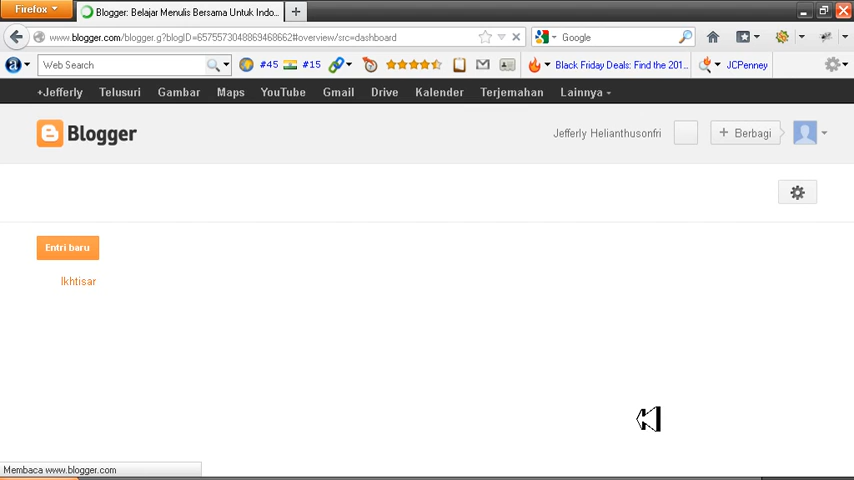 Firefox
Blogger: Belajar Menulis Bersama Untuk Indo...
www.blogger.com/blogger.g?blogID=6575573048869468662#overview/src=dashboard
Google
Web Search
#45
#15
Black Friday Deals: Find the 201...
JCPenney
+Jefferly Telusuri Gambar Maps YouTube Gmail Drive Kalender Terjemahan Lainnya
Blogger
Jefferly Helianthusonfri
+ Berbagi
Entri baru
Ikhtisar
Membaca www.blogger.com